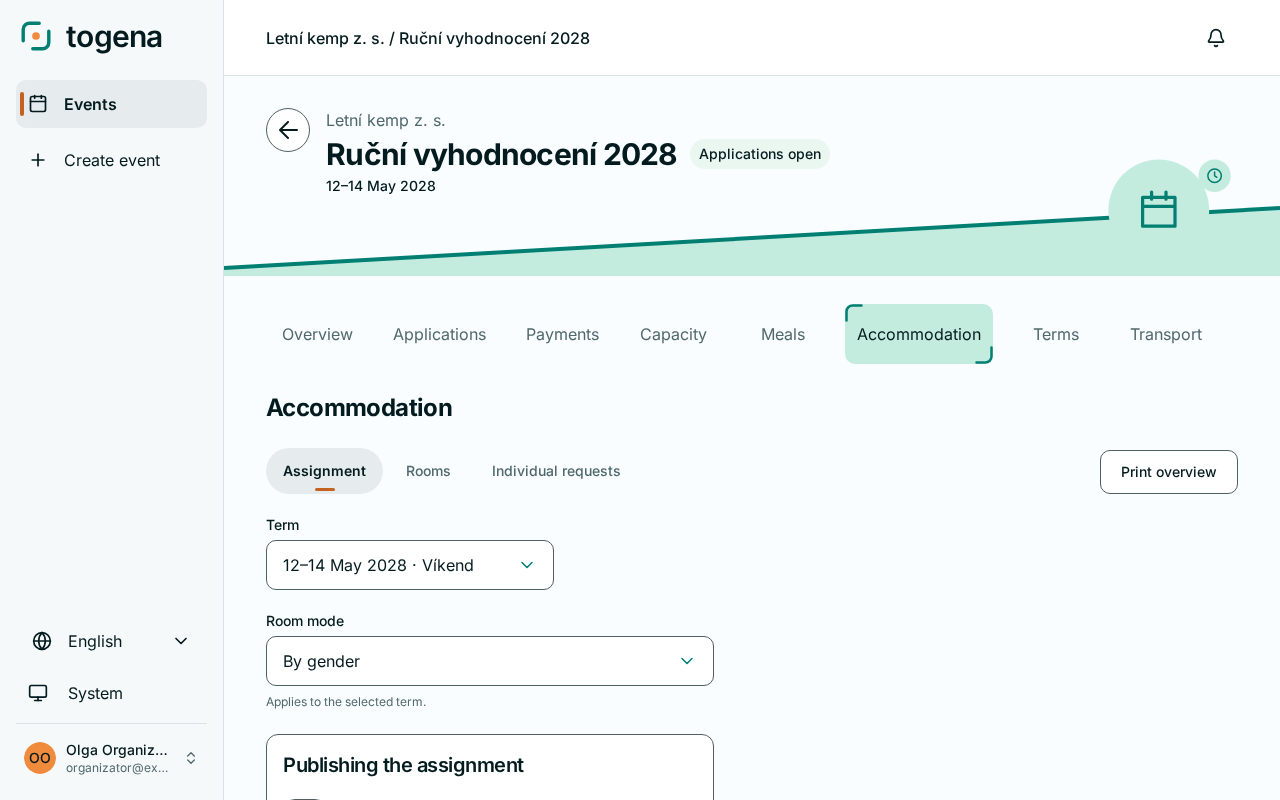 togena
Letní kemp z. s. / Ruční vyhodnocení 2028
Events
Create event
Letní kemp z. s.
Ruční vyhodnocení 2028
Applications open
12–14 May 2028
Overview
Applications
Payments
Capacity
Meals
Accommodation
Terms
Transport
Accommodation
Assignment
Rooms
Individual requests
Print overview
Term
12–14 May 2028 · Víkend
Room mode
By gender
Applies to the selected term.
Publishing the assignment
English
System
OO
Olga Organiz…
organizator@ex…